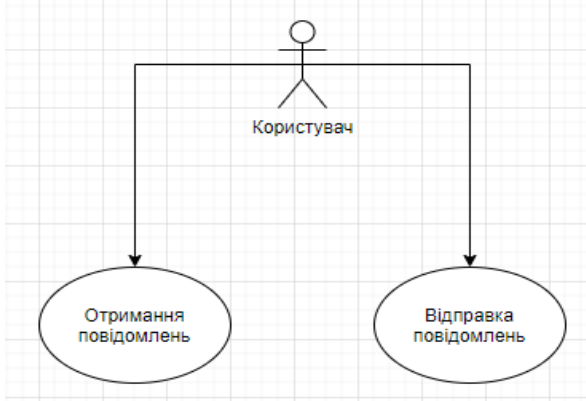 Користувач
Отримання
повідомлень
Відправка
повідомлень